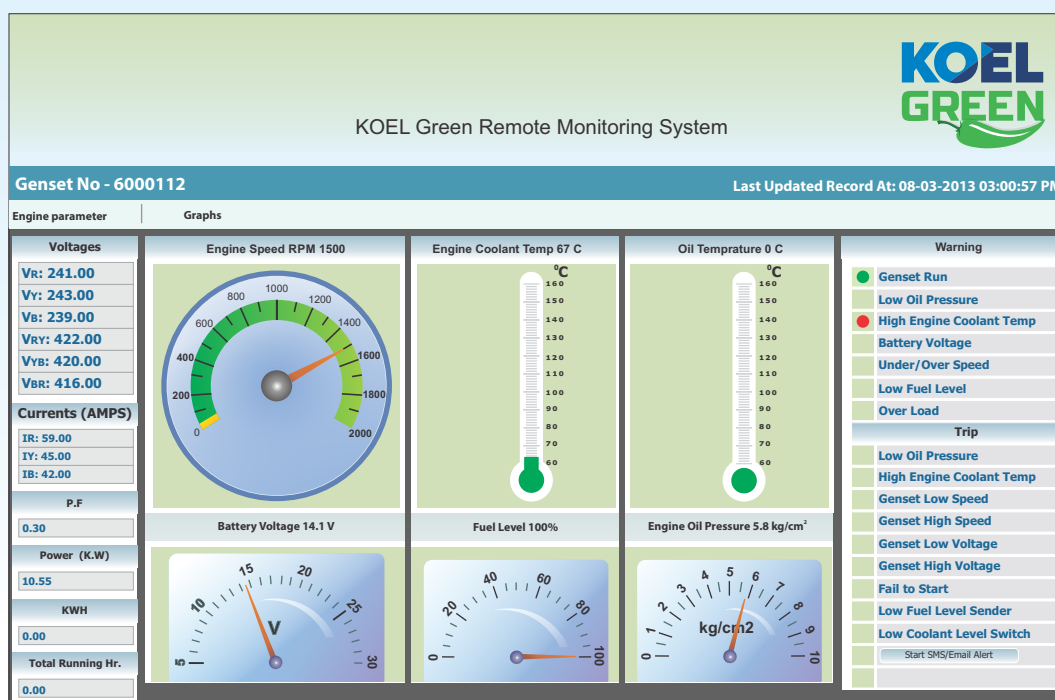 KOEL
GREEN
KOEL Green Remote Monitoring System
Genset No - 6000112
Last Updated Record At: 08-03-2013 03:00:57 PM
Engine parameter
Graphs
Voltages
VR: 241.00
VY: 243.00
VB: 239.00
VRY: 422.00
VYB: 420.00
VBR: 416.00
Currents (AMPS)
IR: 59.00
IY: 45.00
IB: 42.00
P.F
0.30
Power (K.W)
10.55
KWH
0.00
Total Running Hr.
0.00
Engine Speed RPM 1500
0
200
400
600
800
1000
1200
1400
1600
1800
2000
Engine Coolant Temp 67 C
°C
160
150
140
130
120
110
100
90
80
70
60
Oil Temprature 0 C
°C
160
150
140
130
120
110
100
90
80
70
60
Battery Voltage 14.1 V
5
10
15
20
25
30
V
Fuel Level 100%
0
20
40
60
80
100
Engine Oil Pressure 5.8 kg/cm²
0
1
2
3
4
5
6
7
8
9
10
kg/cm2
Warning
Genset Run
Low Oil Pressure
High Engine Coolant Temp
Battery Voltage
Under/Over Speed
Low Fuel Level
Over Load
Trip
Low Oil Pressure
High Engine Coolant Temp
Genset Low Speed
Genset High Speed
Genset Low Voltage
Genset High Voltage
Fail to Start
Low Fuel Level Sender
Low Coolant Level Switch
Start SMS/Email Alert